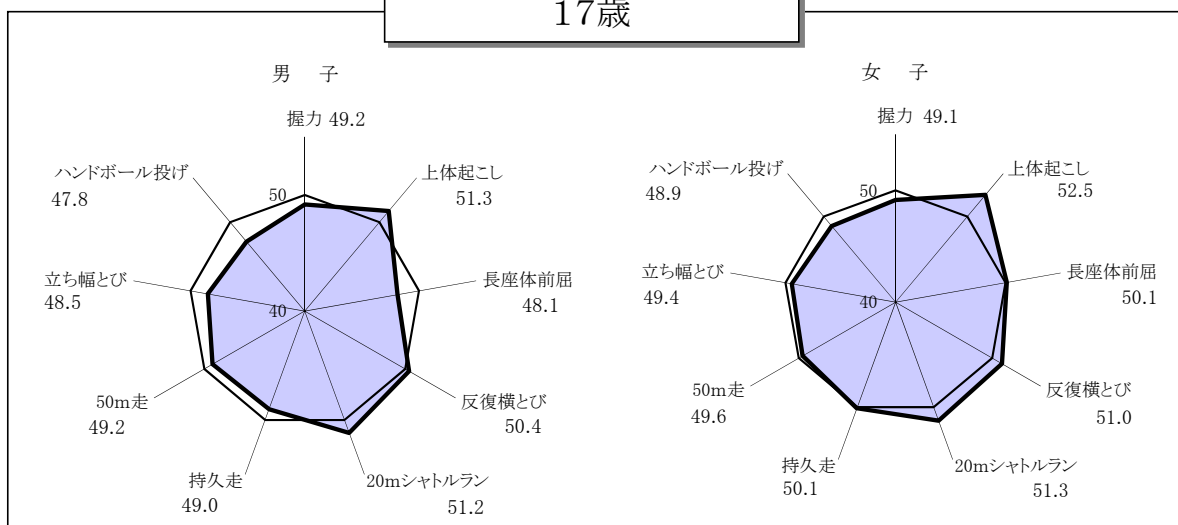 17歳
男　子
握力 49.2
上体起こし
51.3
長座体前屈
48.1
反復横とび
50.4
20mシャトルラン
51.2
持久走
49.0
50m走
49.2
立ち幅とび
48.5
ハンドボール投げ
47.8
50
40
女　子
握力 49.1
上体起こし
52.5
長座体前屈
50.1
反復横とび
51.0
20mシャトルラン
51.3
持久走
50.1
50m走
49.6
立ち幅とび
49.4
ハンドボール投げ
48.9
50
40